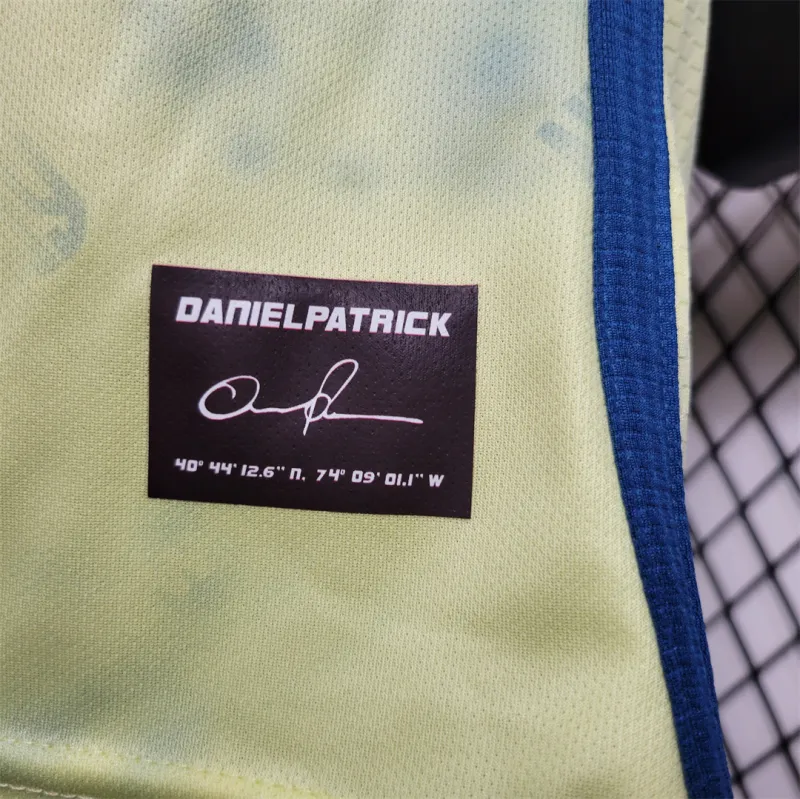 DANIELPATRICK
40° 44' 12.6" N, 74° 09' 01.1" W